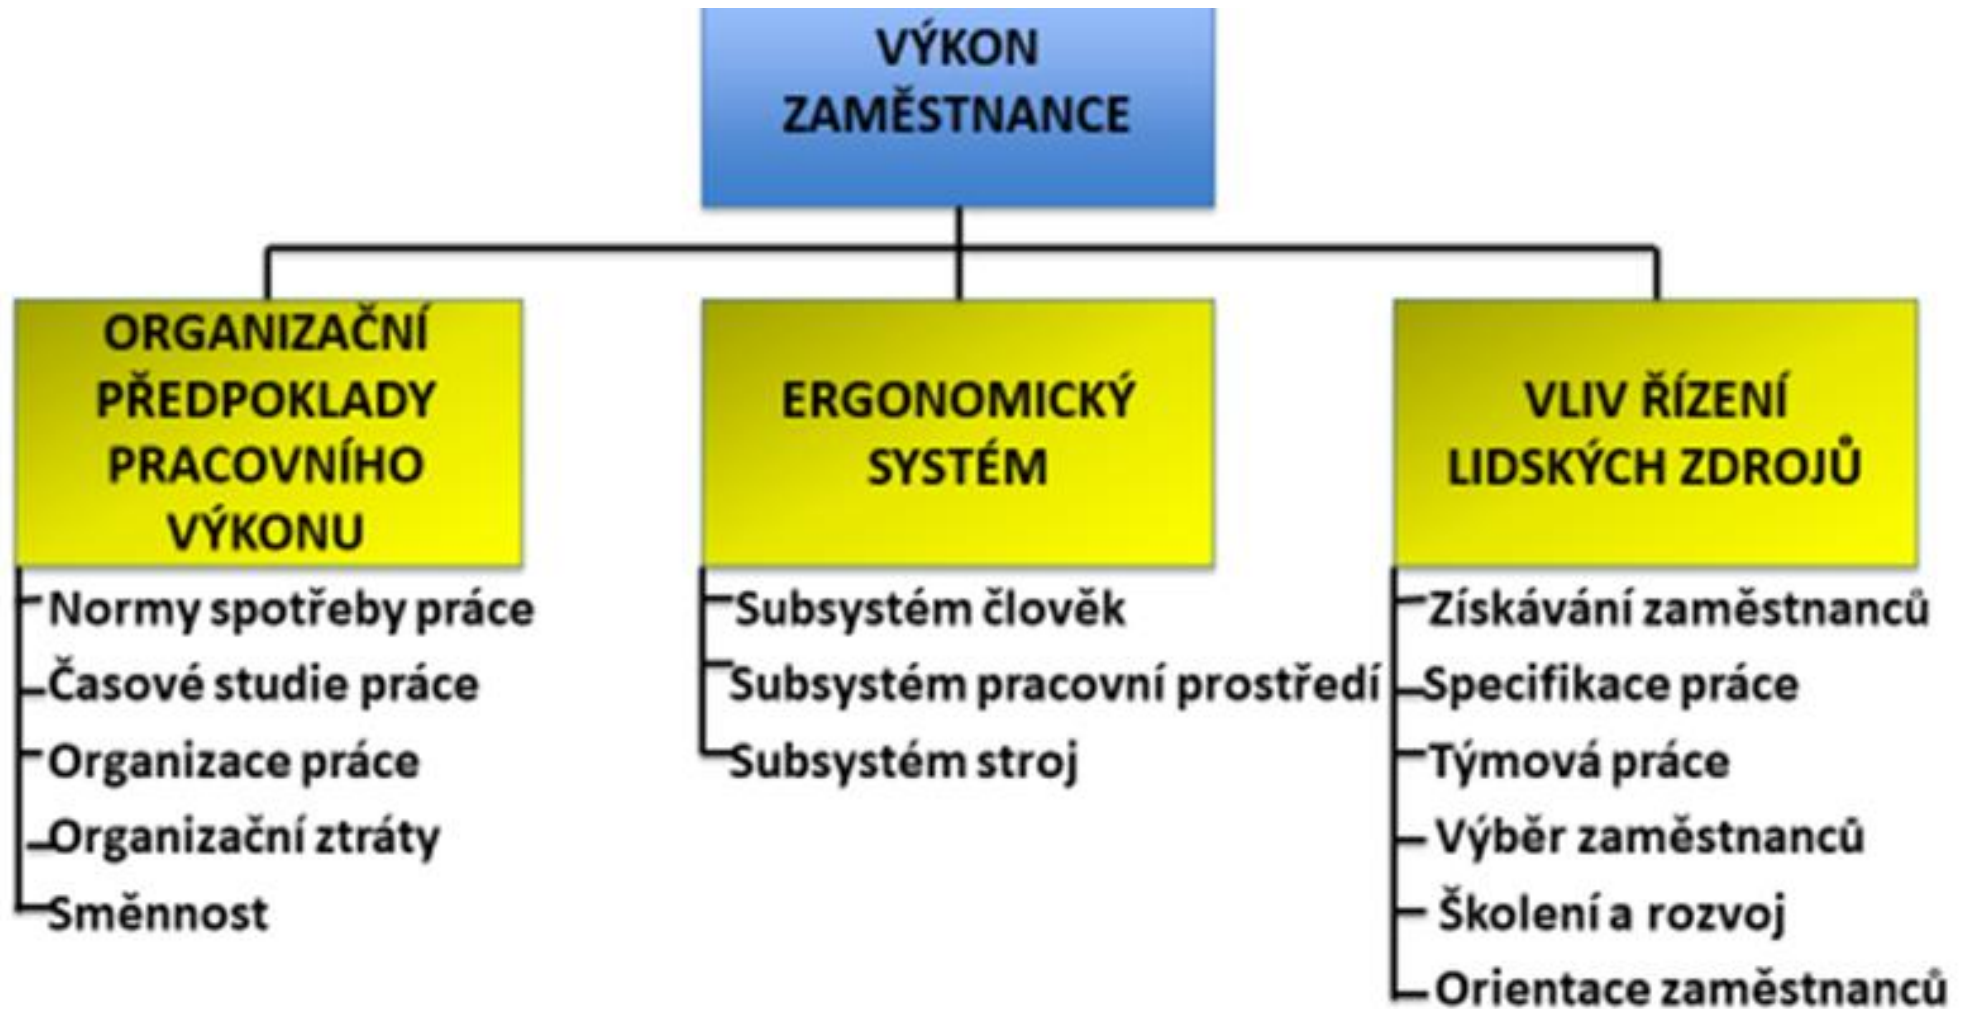 VÝKON
ZAMĚSTNANCE
ORGANIZAČNÍ
PŘEDPOKLADY
PRACOVNÍHO
VÝKONU
Normy spotřeby práce
Časové studie práce
Organizace práce
Organizační ztráty
Směnnost
ERGONOMICKÝ
SYSTÉM
Subsystém člověk
Subsystém pracovní prostředí
Subsystém stroj
VLIV ŘÍZENÍ
LIDSKÝCH ZDROJŮ
Získávání zaměstnanců
Specifikace práce
Týmová práce
Výběr zaměstnanců
Školení a rozvoj
Orientace zaměstnanců